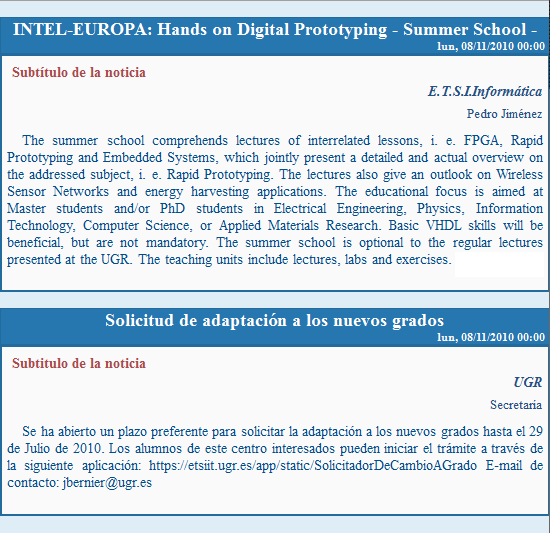 INTEL-EUROPA: Hands on Digital Prototyping - Summer School -
lun, 08/11/2010 00:00
Subtítulo de la noticia
E.T.S.I.Informática
Pedro Jiménez
The summer school comprehends lectures of interrelated lessons, i. e. FPGA, Rapid
Prototyping and Embedded Systems, which jointly present a detailed and actual overview on
the addressed subject, i. e. Rapid Prototyping. The lectures also give an outlook on Wireless
Sensor Networks and energy harvesting applications. The educational focus is aimed at
Master students and/or PhD students in Electrical Engineering, Physics, Information
Technology, Computer Science, or Applied Materials Research. Basic VHDL skills will be
beneficial, but are not mandatory. The summer school is optional to the regular lectures
presented at the UGR. The teaching units include lectures, labs and exercises.
Solicitud de adaptación a los nuevos grados
lun, 08/11/2010 00:00
Subtitulo de la noticia
UGR
Secretaría
Se ha abierto un plazo preferente para solicitar la adaptación a los nuevos grados hasta el 29
de Julio de 2010. Los alumnos de este centro interesados pueden iniciar el trámite a través de
la siguiente aplicación: https://etsiit.ugr.es/app/static/SolicitadorDeCambioAGrado E-mail de
contacto: jbernier@ugr.es